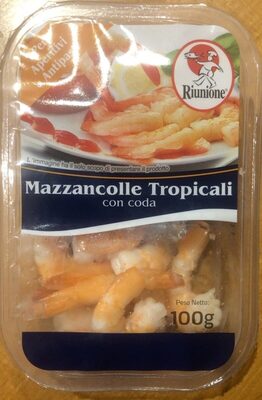 Aperitivi
Antipasti
Riunione®
L'immagine ha il solo scopo di presentare il prodotto
Mazzancolle Tropicali
con coda
Peso Netto:
100g